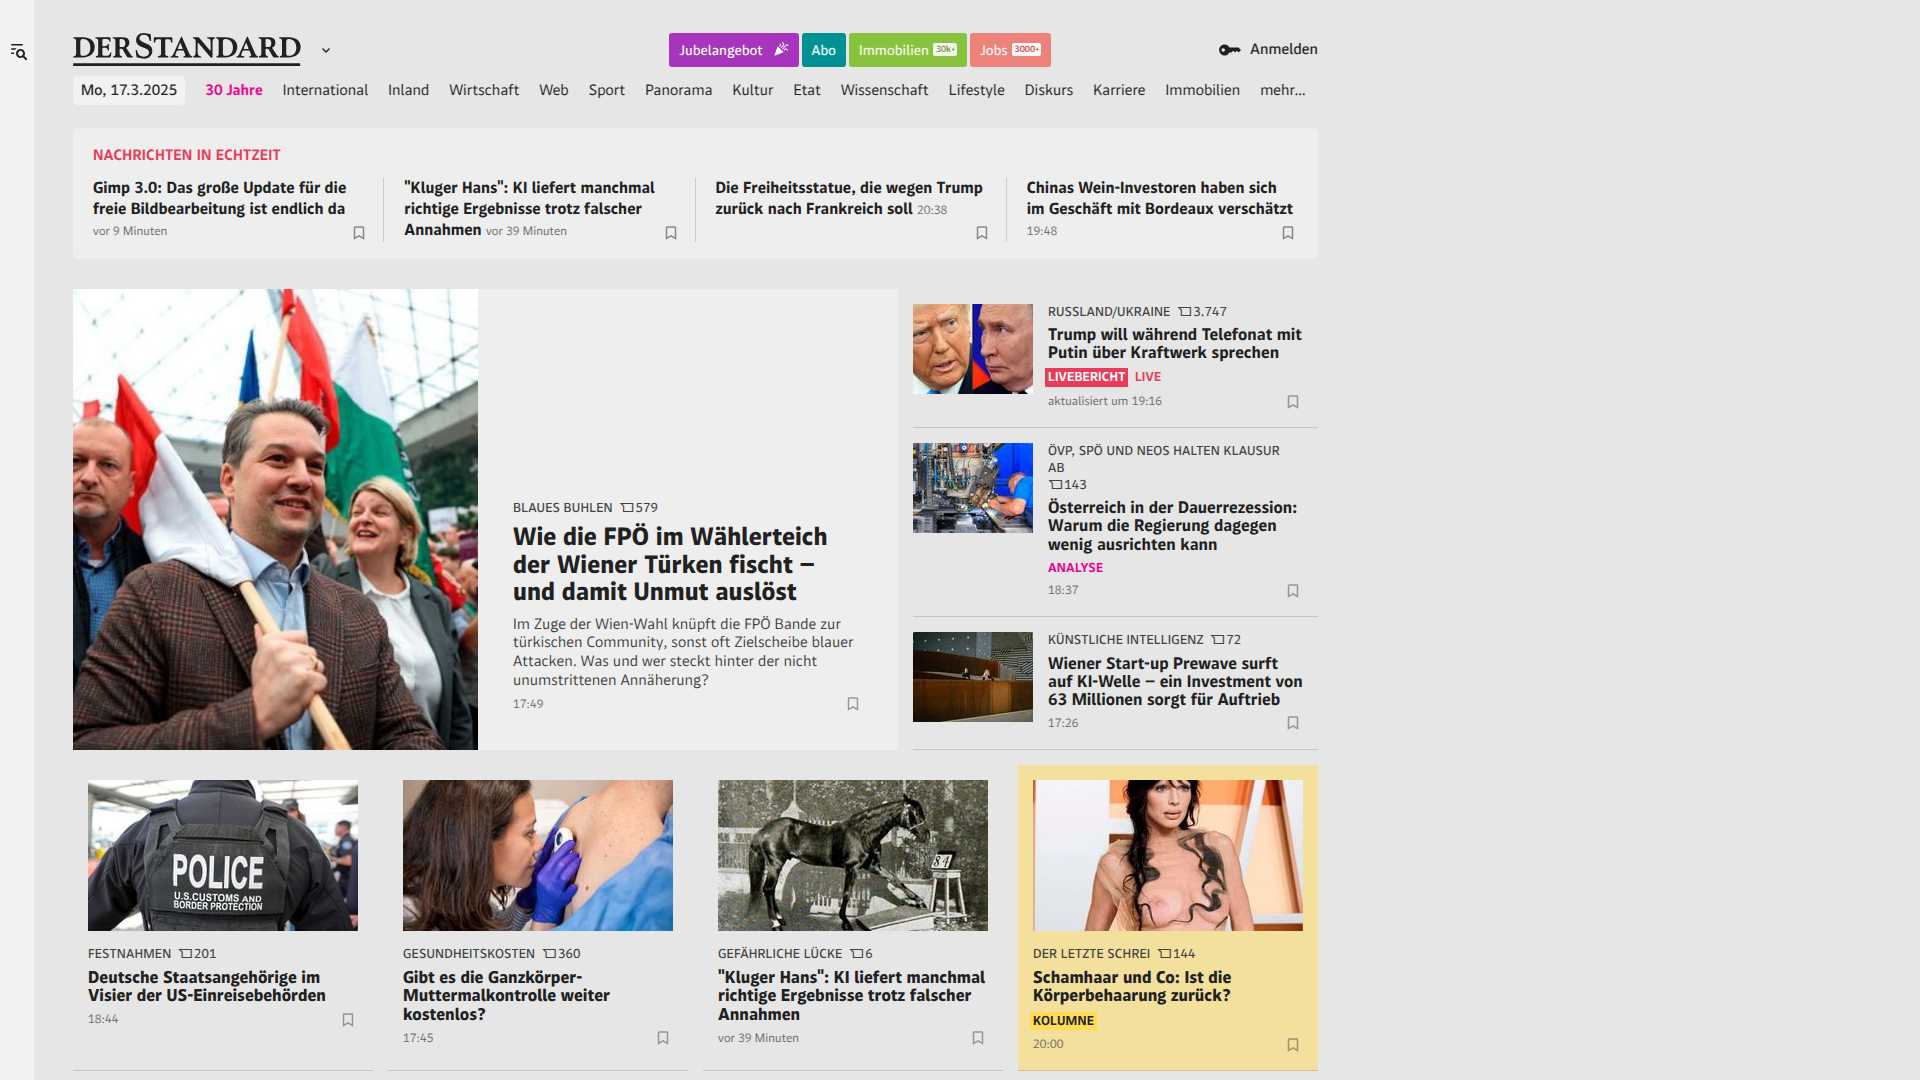 DERSTANDARD
Jubelangebot
Abo
Immobilien 30k+
Jobs 3000+
Anmelden
Mo, 17.3.2025
30 Jahre
International
Inland
Wirtschaft
Web
Sport
Panorama
Kultur
Etat
Wissenschaft
Lifestyle
Diskurs
Karriere
Immobilien
mehr...
NACHRICHTEN IN ECHTZEIT
Gimp 3.0: Das große Update für die
freie Bildbearbeitung ist endlich da
vor 9 Minuten
"Kluger Hans": KI liefert manchmal
richtige Ergebnisse trotz falscher
Annahmen vor 39 Minuten
Die Freiheitsstatue, die wegen Trump
zurück nach Frankreich soll 20:38
Chinas Wein-Investoren haben sich
im Geschäft mit Bordeaux verschätzt
19:48
BLAUES BUHLEN 579
Wie die FPÖ im Wählerteich
der Wiener Türken fischt –
und damit Unmut auslöst
Im Zuge der Wien-Wahl knüpft die FPÖ Bande zur
türkischen Community, sonst oft Zielscheibe blauer
Attacken. Was und wer steckt hinter der nicht
unumstrittenen Annäherung?
17:49
RUSSLAND/UKRAINE 3.747
Trump will während Telefonat mit
Putin über Kraftwerk sprechen
LIVEBERICHT LIVE
aktualisiert um 19:16
ÖVP, SPÖ UND NEOS HALTEN KLAUSUR
AB
143
Österreich in der Dauerrezession:
Warum die Regierung dagegen
wenig ausrichten kann
ANALYSE
18:37
KÜNSTLICHE INTELLIGENZ 72
Wiener Start-up Prewave surft
auf KI-Welle – ein Investment von
63 Millionen sorgt für Auftrieb
17:26
POLICE
U.S.CUSTOMS AND
BORDER PROTECTION
FESTNAHMEN 201
Deutsche Staatsangehörige im
Visier der US-Einreisebehörden
18:44
GESUNDHEITSKOSTEN 360
Gibt es die Ganzkörper-
Muttermalkontrolle weiter
kostenlos?
17:45
84
GEFÄHRLICHE LÜCKE 6
"Kluger Hans": KI liefert manchmal
richtige Ergebnisse trotz falscher
Annahmen
vor 39 Minuten
DER LETZTE SCHREI 144
Schamhaar und Co: Ist die
Körperbehaarung zurück?
KOLUMNE
20:00